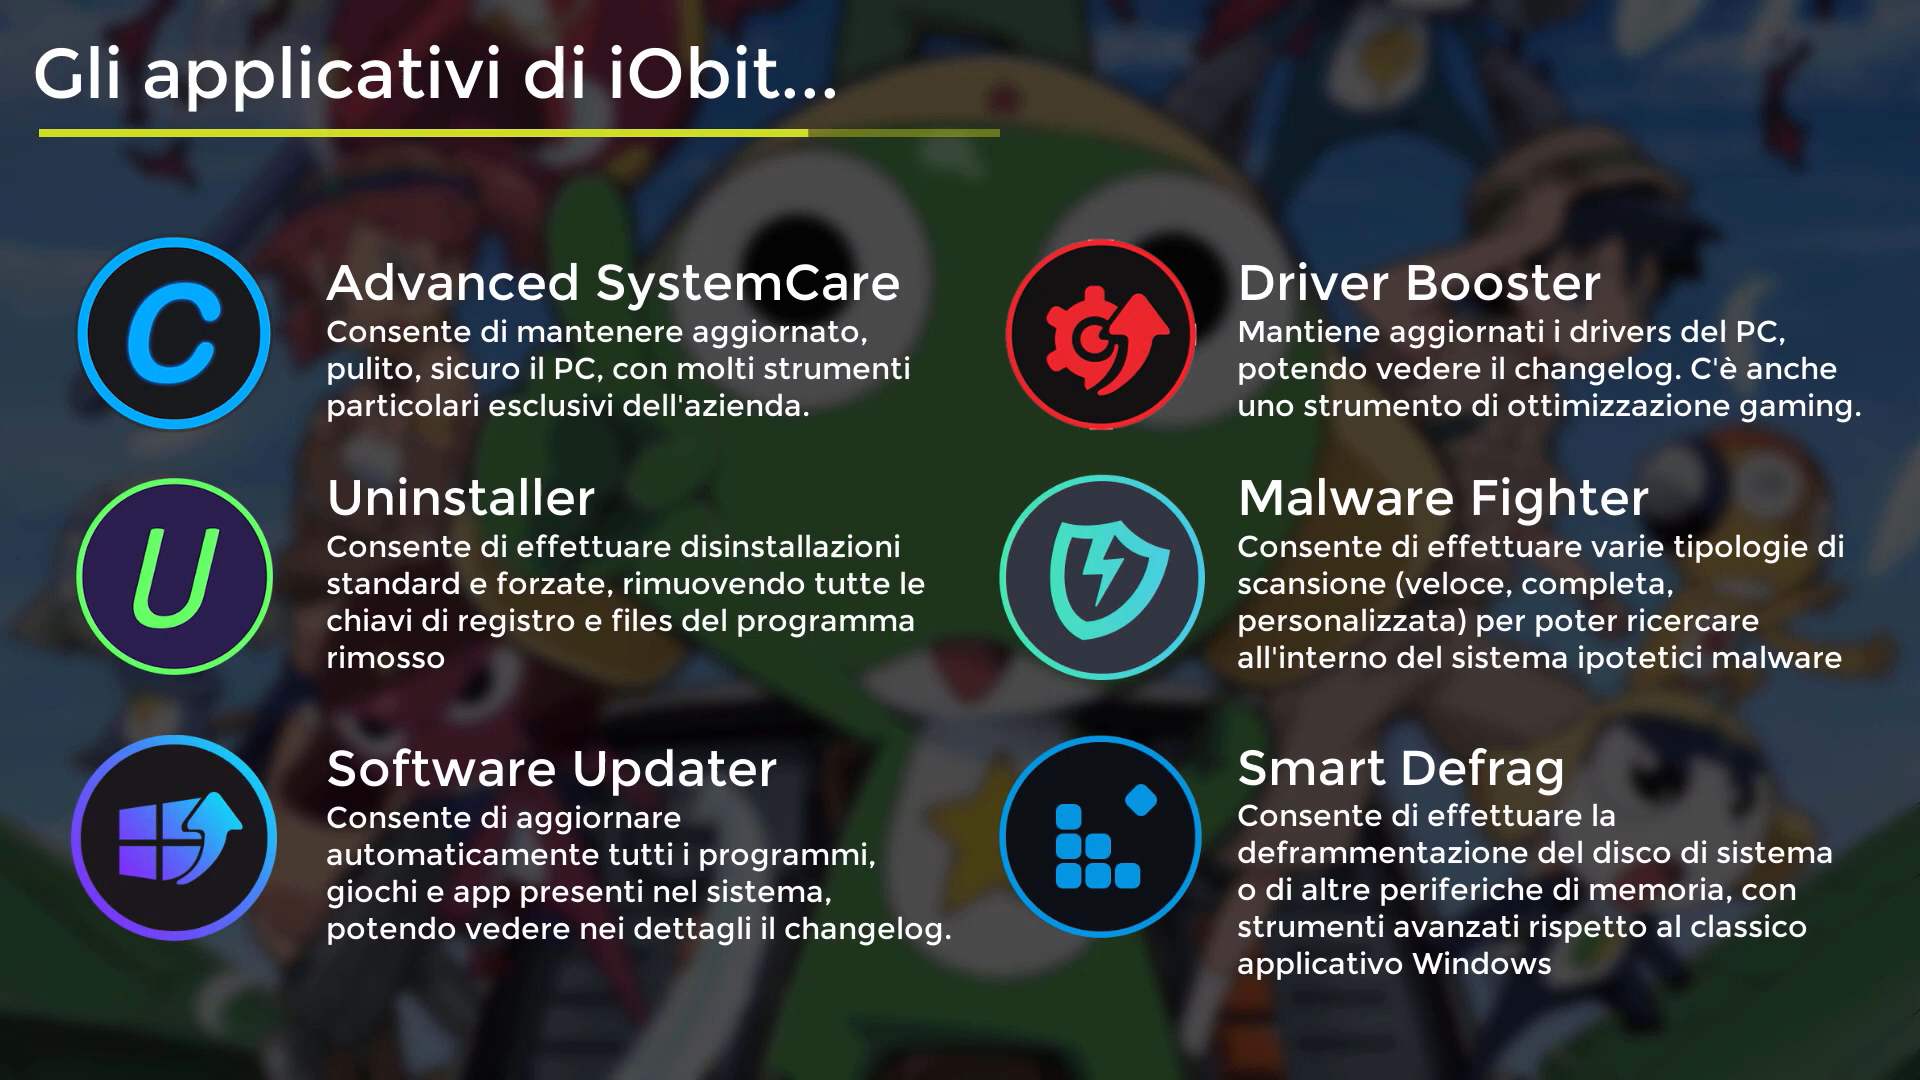 Gli applicativi di iObit...
C
Advanced SystemCare
Consente di mantenere aggiornato,
pulito, sicuro il PC, con molti strumenti
particolari esclusivi dell'azienda.
Driver Booster
Mantiene aggiornati i drivers del PC,
potendo vedere il changelog. C'è anche
uno strumento di ottimizzazione gaming.
U
Uninstaller
Consente di effettuare disinstallazioni
standard e forzate, rimuovendo tutte le
chiavi di registro e files del programma
rimosso
Malware Fighter
Consente di effettuare varie tipologie di
scansione (veloce, completa,
personalizzata) per poter ricercare
all'interno del sistema ipotetici malware
Software Updater
Consente di aggiornare
automaticamente tutti i programmi,
giochi e app presenti nel sistema,
potendo vedere nei dettagli il changelog.
Smart Defrag
Consente di effettuare la
deframmentazione del disco di sistema
o di altre periferiche di memoria, con
strumenti avanzati rispetto al classico
applicativo Windows